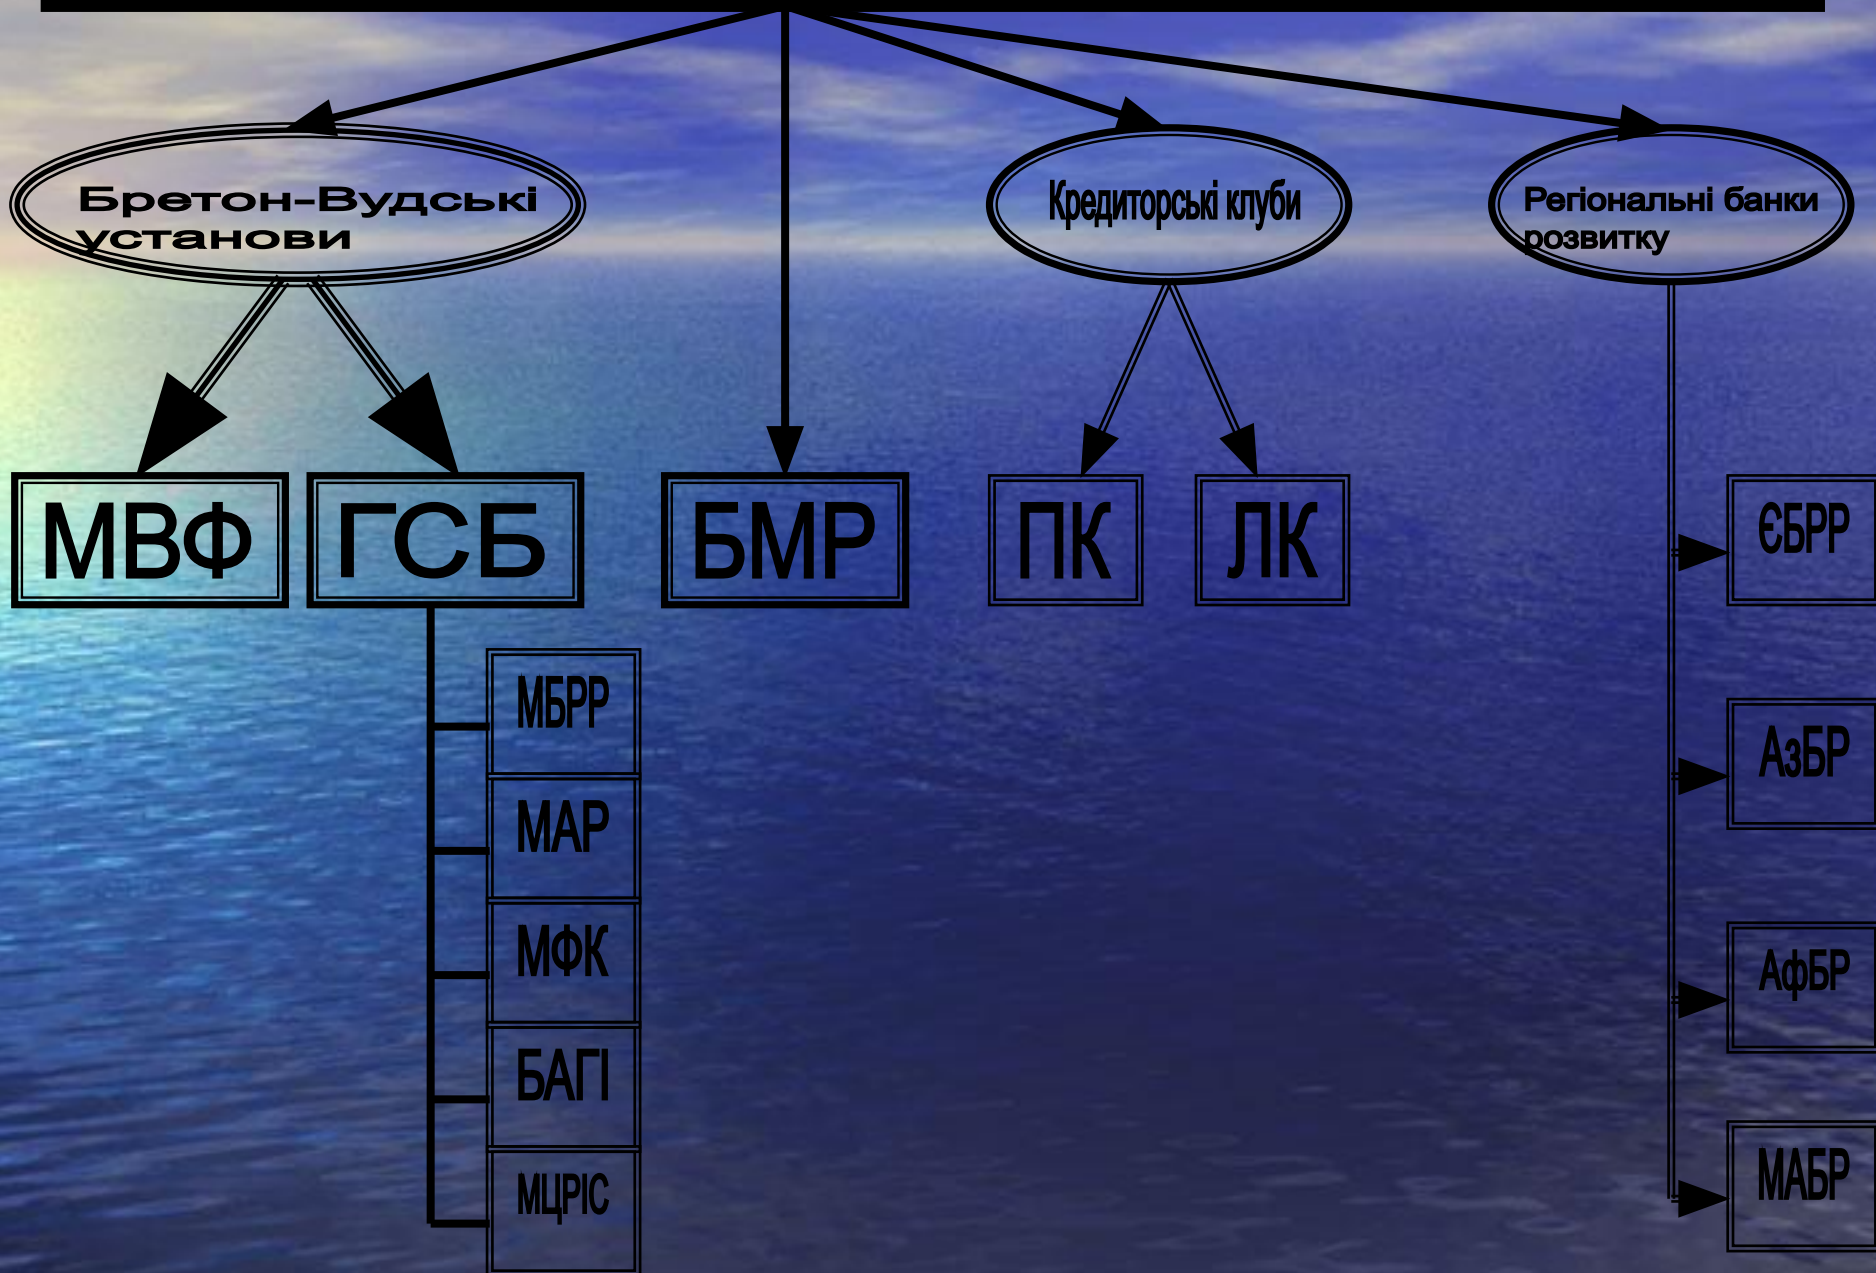 Бретон-Вудські
установи
Кредиторські клуби
Регіональні банки
розвитку
МВФ
ГСБ
БМР
ПК
ЛК
ЄБРР
МБРР
АзБР
МАР
МФК
АфБР
БАГІ
МЦРІС
МАБР